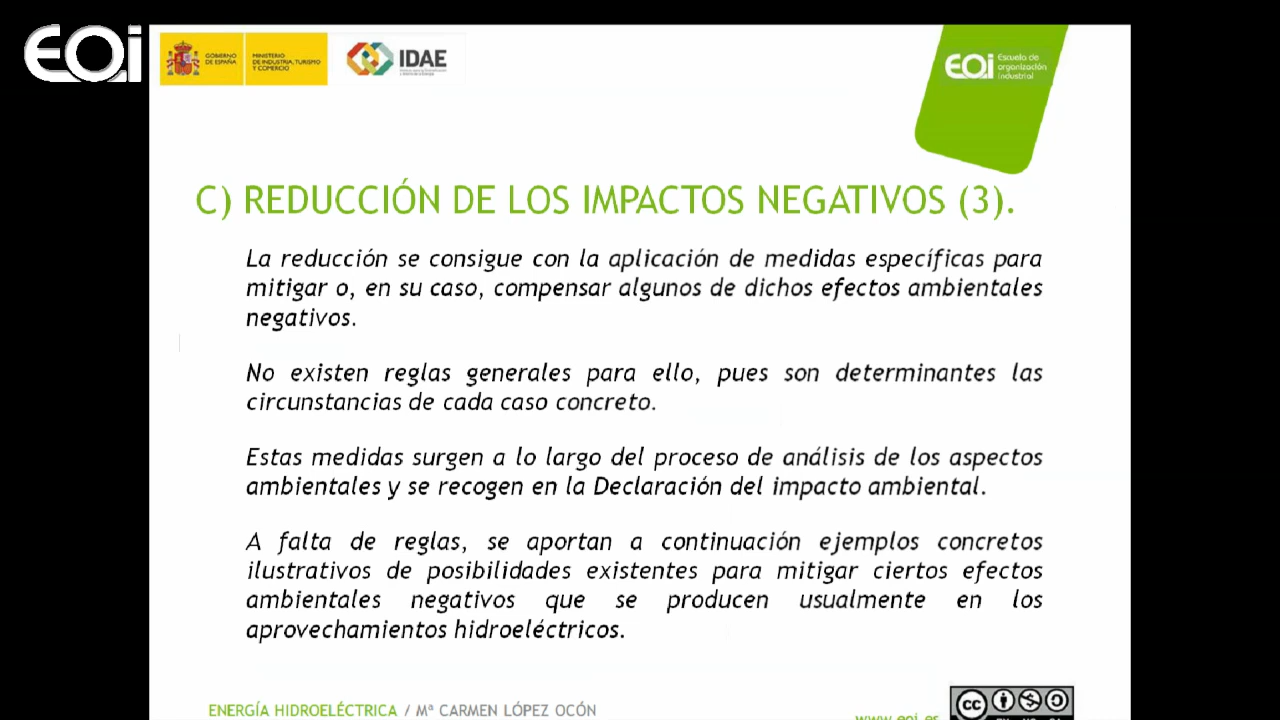 EOi
GOBIERNO
DE ESPAÑA
MINISTERIO
DE INDUSTRIA, TURISMO
Y COMERCIO
IDAE
EOi
Escuela de
organización
industrial
C) REDUCCIÓN DE LOS IMPACTOS NEGATIVOS (3).
La reducción se consigue con la aplicación de medidas específicas para
mitigar o, en su caso, compensar algunos de dichos efectos ambientales
negativos.
No existen reglas generales para ello, pues son determinantes las
circunstancias de cada caso concreto.
Estas medidas surgen a lo largo del proceso de análisis de los aspectos
ambientales y se recogen en la Declaración del impacto ambiental.
A falta de reglas, se aportan a continuación ejemplos concretos
ilustrativos de posibilidades existentes para mitigar ciertos efectos
ambientales negativos que se producen usualmente en los
aprovechamientos hidroeléctricos.
ENERGÍA HIDROELÉCTRICA / Mª CARMEN LÓPEZ OCÓN
www.eoi.es
cc